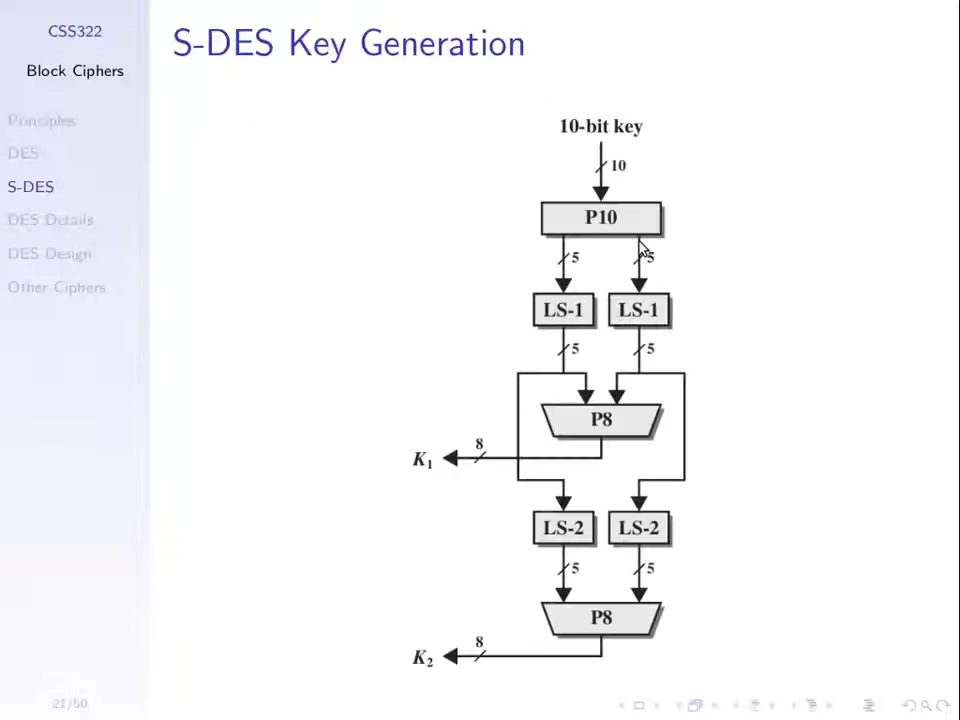 CSS322
Block Ciphers
Principles
DES
S-DES
DES Details
DES Design
Other Ciphers
21/50
S-DES Key Generation
10-bit key
10
P10
5 5
LS-1 LS-1
5 5
P8
8
K1
LS-2 LS-2
5 5
P8
8
K2